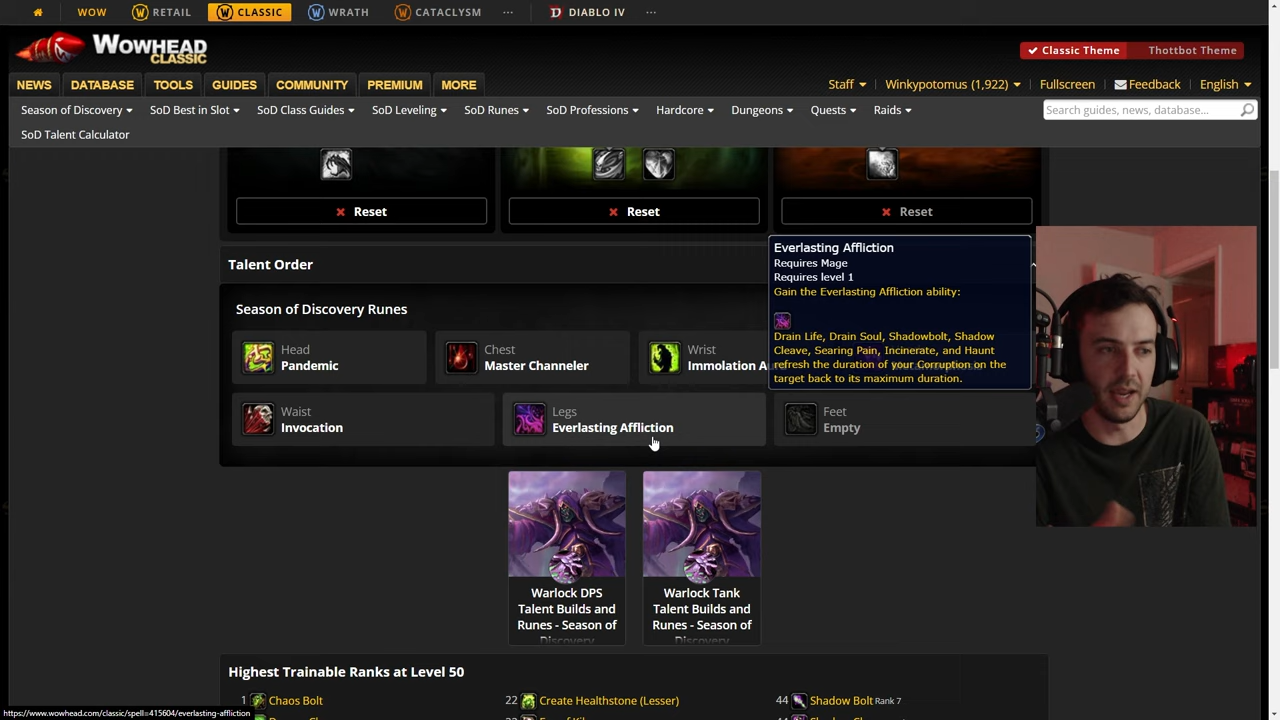 WOW
RETAIL
CLASSIC
WRATH
CATACLYSM
DIABLO IV
WOWHEAD
CLASSIC
Classic Theme
Thottbot Theme
NEWS
DATABASE
TOOLS
GUIDES
COMMUNITY
PREMIUM
MORE
Staff
Winkypotomus (1,922)
Fullscreen
Feedback
English
Season of Discovery
SoD Best in Slot
SoD Class Guides
SoD Leveling
SoD Runes
SoD Professions
Hardcore
Dungeons
Quests
Raids
Search guides, news, database...
SoD Talent Calculator
Reset
Reset
Reset
Talent Order
Everlasting Affliction
Requires Mage
Requires level 1
Gain the Everlasting Affliction ability:
Drain Life, Drain Soul, Shadowbolt, Shadow
Cleave, Searing Pain, Incinerate, and Haunt
refresh the duration of your Corruption on the
target back to its maximum duration.
Season of Discovery Runes
Head
Pandemic
Chest
Master Channeler
Wrist
Immolation Au
Waist
Invocation
Legs
Everlasting Affliction
Feet
Empty
Warlock DPS
Talent Builds and
Runes - Season of
Discovery
Warlock Tank
Talent Builds and
Runes - Season of
Discovery
Highest Trainable Ranks at Level 50
1 Chaos Bolt
22 Create Healthstone (Lesser)
44 Shadow Bolt Rank 7
https://www.wowhead.com/classic/spell=415604/everlasting-affliction